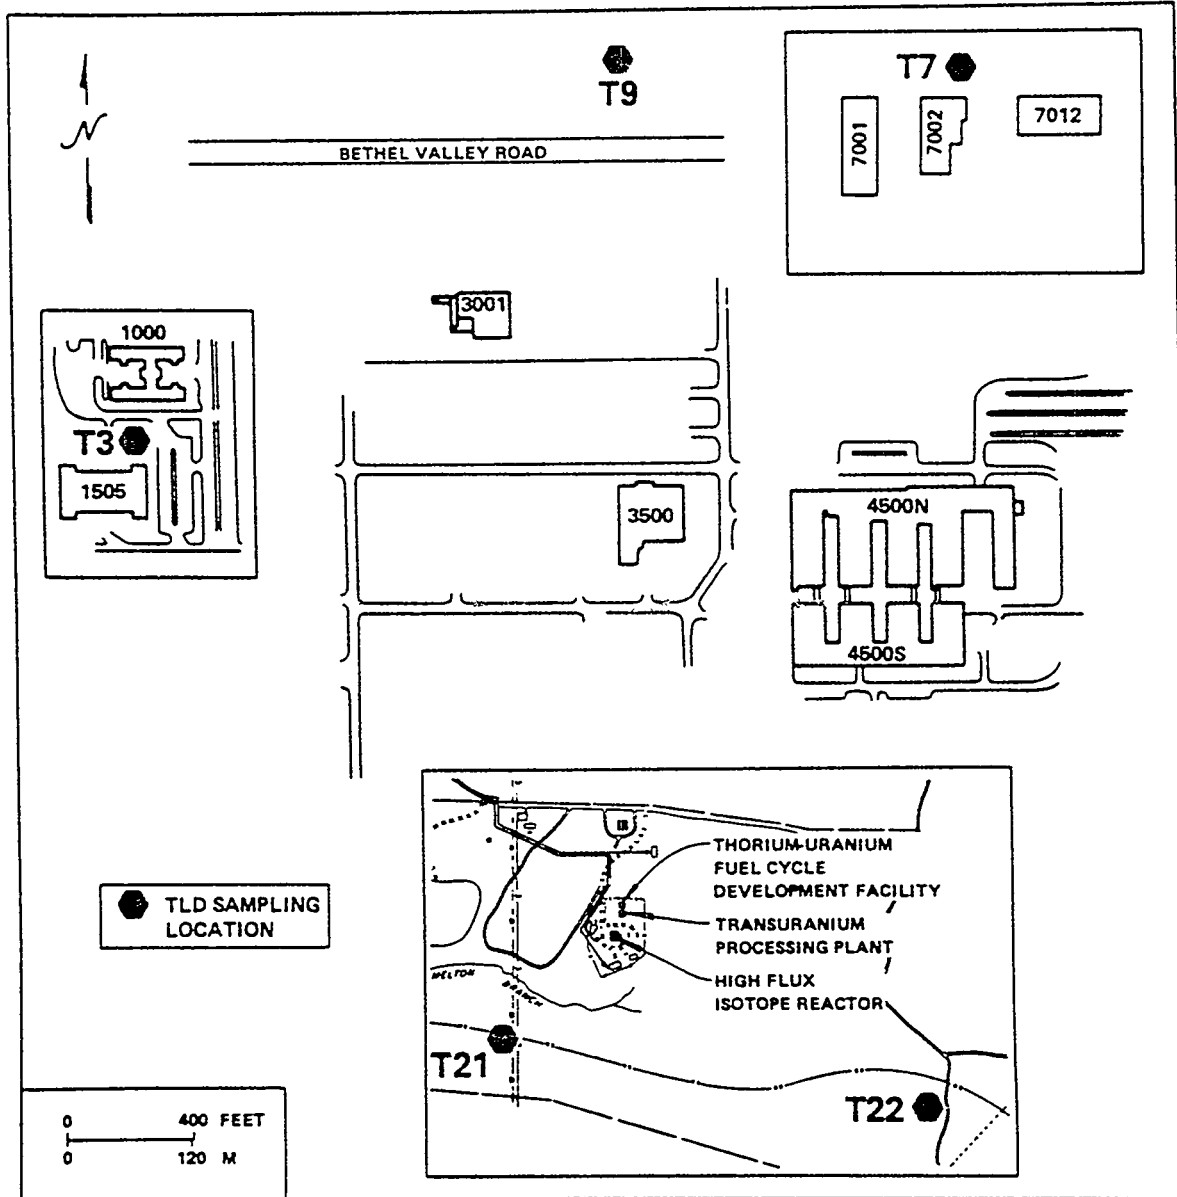 T9
T7
N
BETHEL VALLEY ROAD
7001
7002
7012
3001
1000
T3
1505
3500
4500N
4500S
TLD SAMPLING
LOCATION
THORIUM-URANIUM
FUEL CYCLE
DEVELOPMENT FACILITY
TRANSURANIUM
PROCESSING PLANT
HIGH FLUX
ISOTOPE REACTOR
MELTON
BRANCH
T21
T22
0 400 FEET
0 120 M